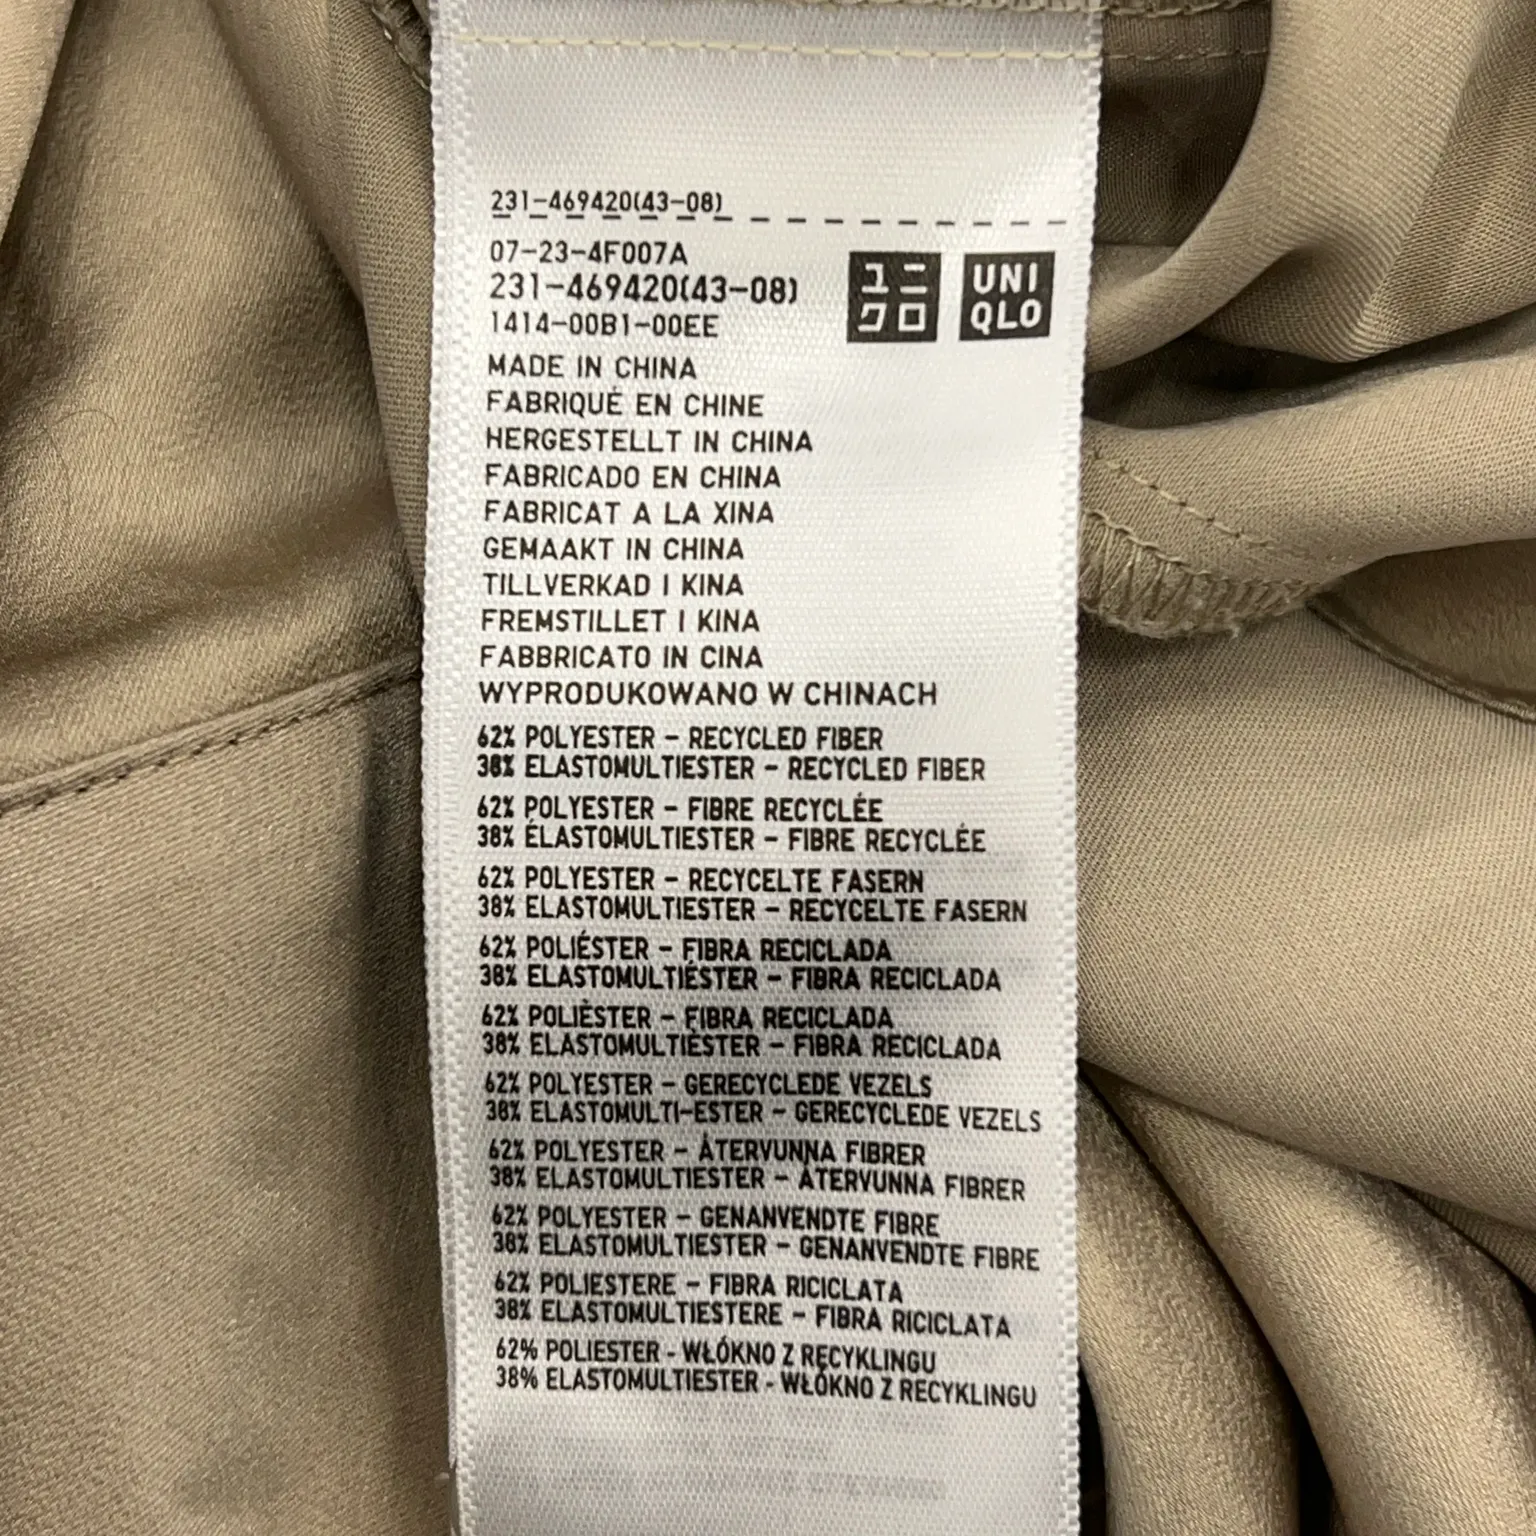 231-469420(43-08)
07-23-4F007A
231-469420(43-08)
1414-00B1-00EE
ユニ
クロ
UNI
QLO
MADE IN CHINA
FABRIQUÉ EN CHINE
HERGESTELLT IN CHINA
FABRICADO EN CHINA
FABRICAT A LA XINA
GEMAAKT IN CHINA
TILLVERKAD I KINA
FREMSTILLET I KINA
FABBRICATO IN CINA
WYPRODUKOWANO W CHINACH
62% POLYESTER - RECYCLED FIBER
38% ELASTOMULTIESTER - RECYCLED FIBER
62% POLYESTER - FIBRE RECYCLÉE
38% ÉLASTOMULTIESTER - FIBRE RECYCLÉE
62% POLYESTER - RECYCELTE FASERN
38% ELASTOMULTIESTER - RECYCELTE FASERN
62% POLIÉSTER - FIBRA RECICLADA
38% ELASTOMULTIÉSTER - FIBRA RECICLADA
62% POLIÈSTER - FIBRA RECICLADA
38% ELASTOMULTIÈSTER - FIBRA RECICLADA
62% POLYESTER - GERECYCLEDE VEZELS
38% ELASTOMULTI-ESTER - GERECYCLEDE VEZELS
62% POLYESTER - ÅTERVUNNA FIBRER
38% ELASTOMULTIESTER - ÅTERVUNNA FIBRER
62% POLYESTER - GENANVENDTE FIBRE
38% ELASTOMULTIESTER - GENANVENDTE FIBRE
62% POLIESTERE - FIBRA RICICLATA
38% ELASTOMULTIESTERE - FIBRA RICICLATA
62% POLIESTER - WŁÓKNO Z RECYKLINGU
38% ELASTOMULTIESTER - WŁÓKNO Z RECYKLINGU